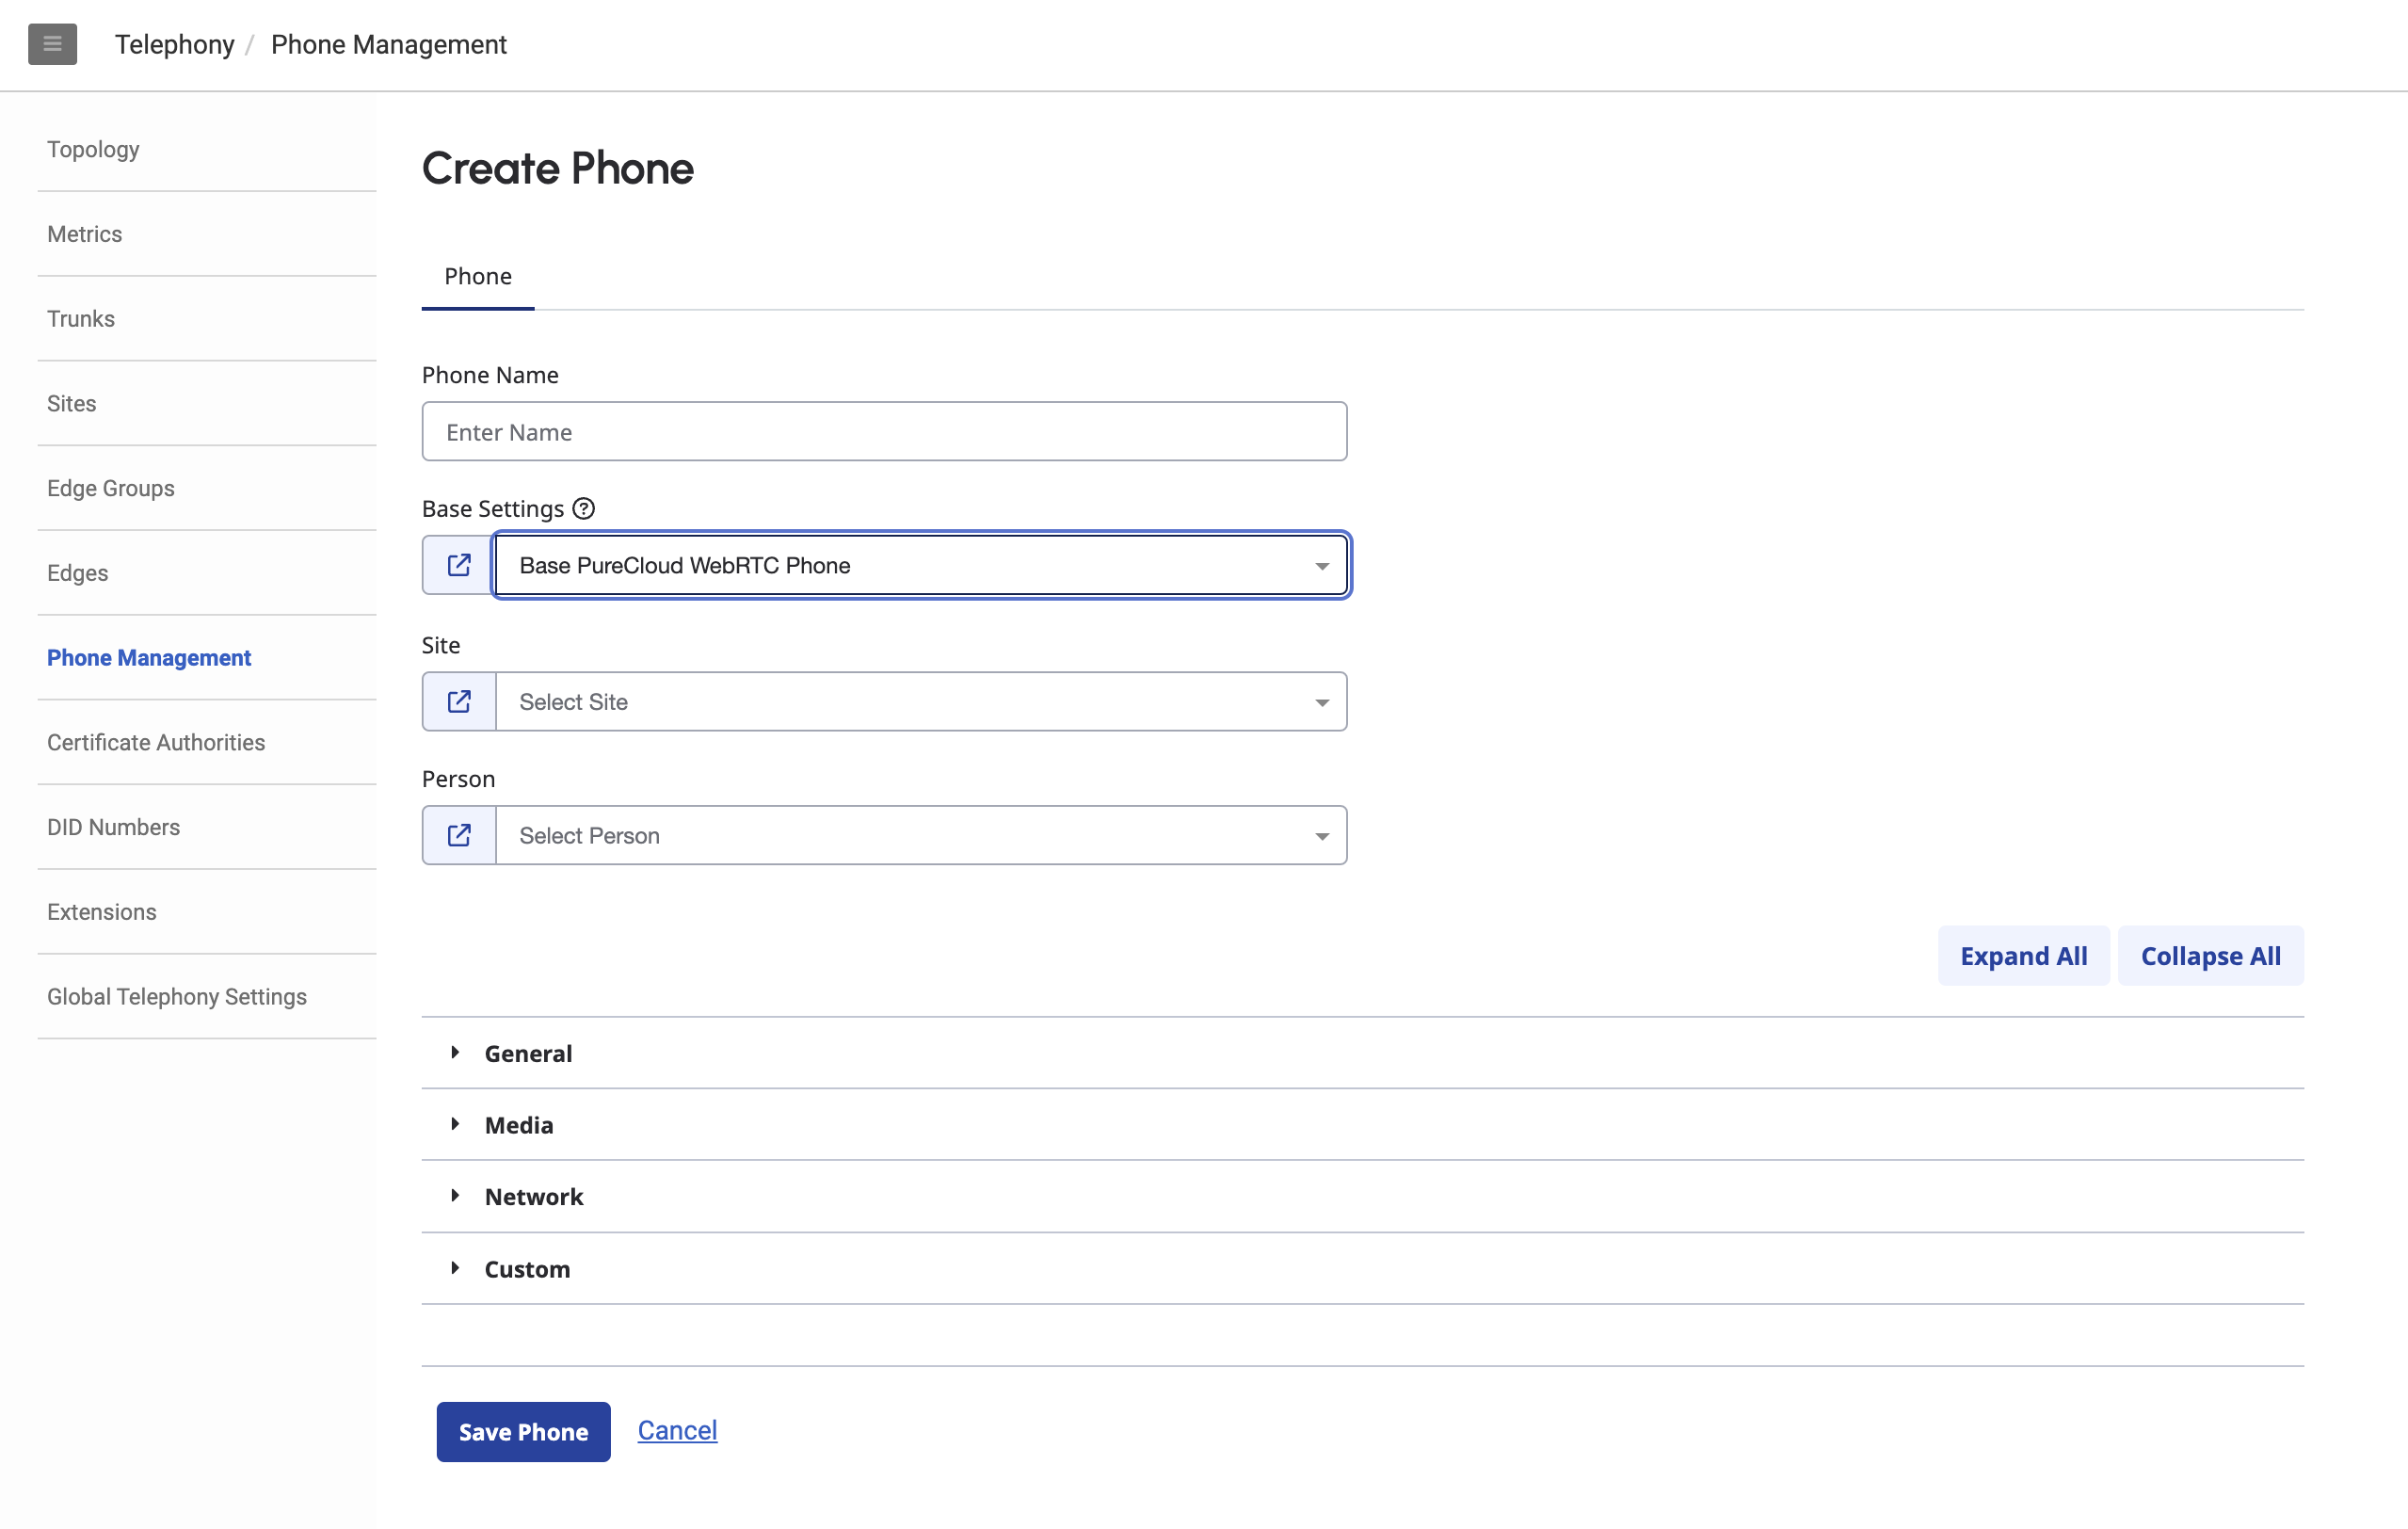 Telephony / Phone Management
Topology
Metrics
Trunks
Sites
Edge Groups
Edges
Phone Management
Certificate Authorities
DID Numbers
Extensions
Global Telephony Settings
Create Phone
Phone
Phone Name
Enter Name
Base Settings ?
Base PureCloud WebRTC Phone
Site
Select Site
Person
Select Person
Expand All Collapse All
General
Media
Network
Custom
Save Phone Cancel